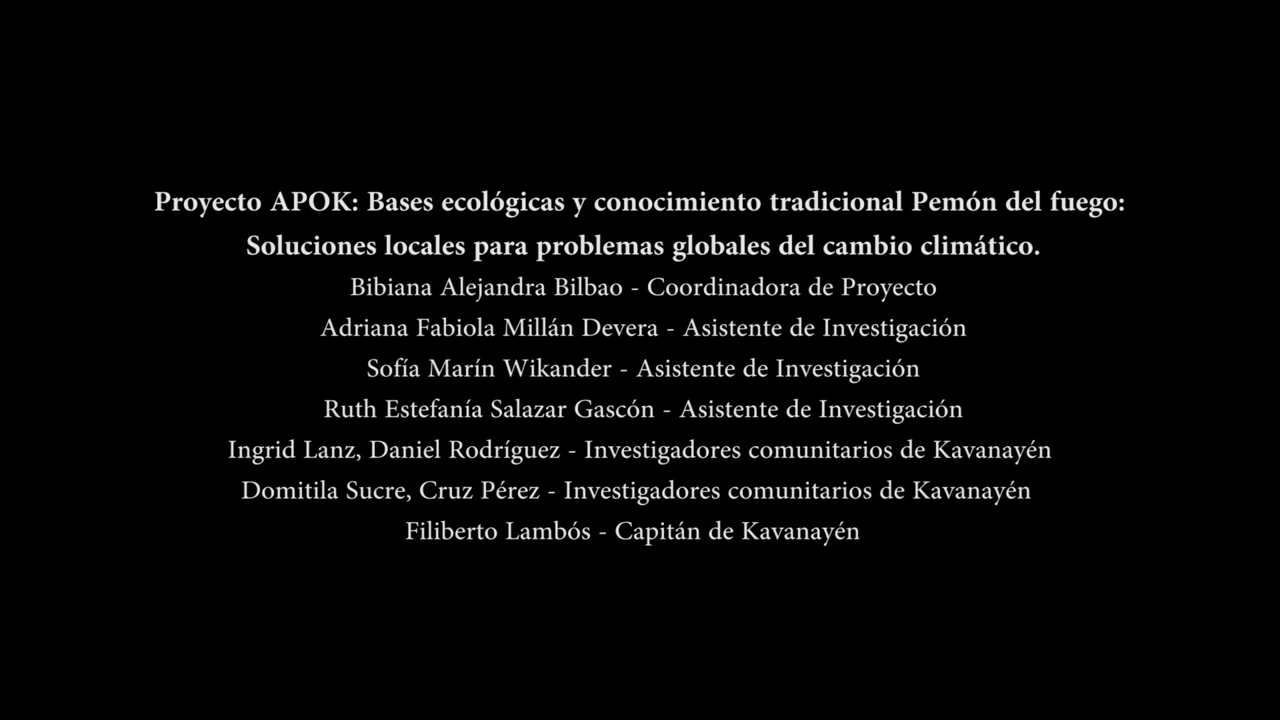 Proyecto APOK: Bases ecológicas y conocimiento tradicional Pemón del fuego:
Soluciones locales para problemas globales del cambio climático.
Bibiana Alejandra Bilbao - Coordinadora de Proyecto
Adriana Fabiola Millán Devera - Asistente de Investigación
Sofía Marín Wikander - Asistente de Investigación
Ruth Estefanía Salazar Gascón - Asistente de Investigación
Ingrid Lanz, Daniel Rodríguez - Investigadores comunitarios de Kavanayén
Domitila Sucre, Cruz Pérez - Investigadores comunitarios de Kavanayén
Filiberto Lambós - Capitán de Kavanayén